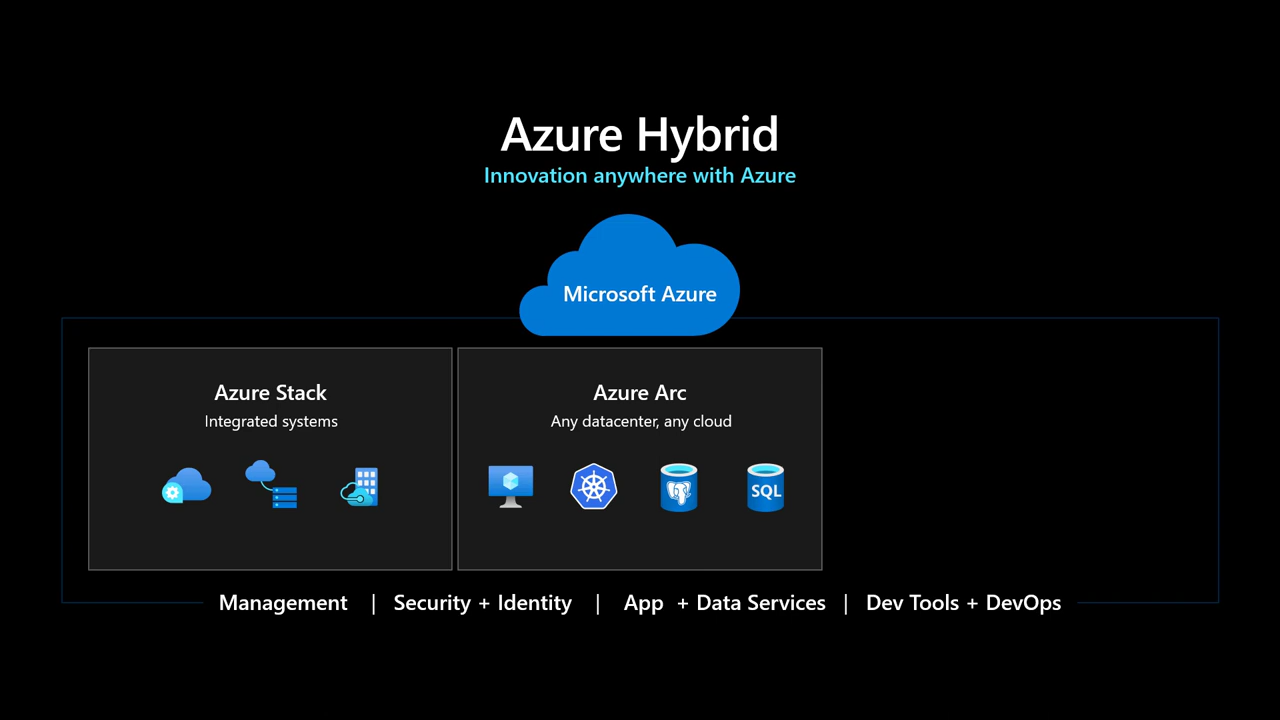 Azure Hybrid
Innovation anywhere with Azure
Microsoft Azure
Azure Stack
Integrated systems
Azure Arc
Any datacenter, any cloud
SQL
Management | Security + Identity | App + Data Services | Dev Tools + DevOps